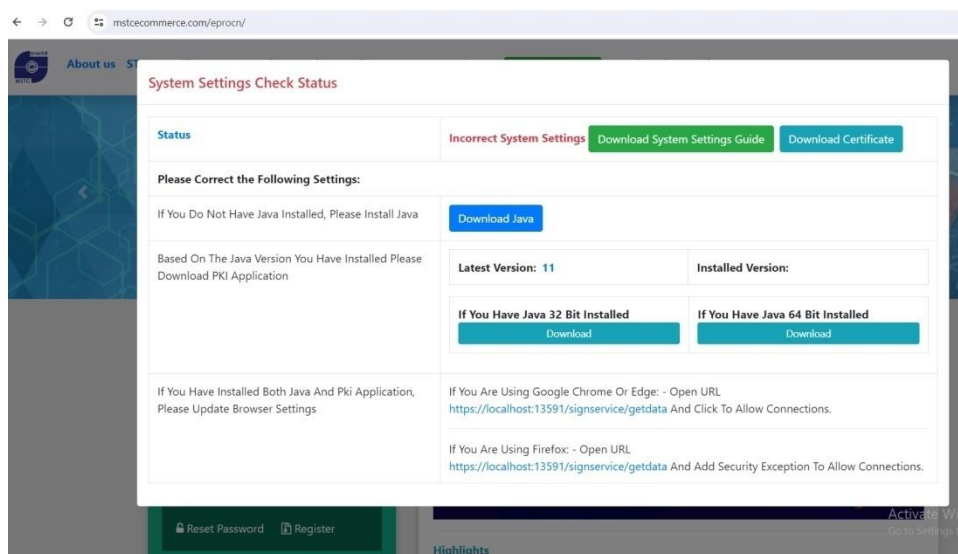 mstcecommerce.com/eprocn/
MSTC
About us
System Settings Check Status
Status
Incorrect System Settings
Download System Settings Guide
Download Certificate
Please Correct the Following Settings:
If You Do Not Have Java Installed, Please Install Java
Download Java
Based On The Java Version You Have Installed Please
Download PKI Application
Latest Version: 11
Installed Version:
If You Have Java 32 Bit Installed
Download
If You Have Java 64 Bit Installed
Download
If You Have Installed Both Java And Pki Application,
Please Update Browser Settings
If You Are Using Google Chrome Or Edge: - Open URL
https://localhost:13591/signservice/getdata And Click To Allow Connections.
If You Are Using Firefox: - Open URL
https://localhost:13591/signservice/getdata And Add Security Exception To Allow Connections.
Reset Password
Register
Activate
Go to Settings
Highlights